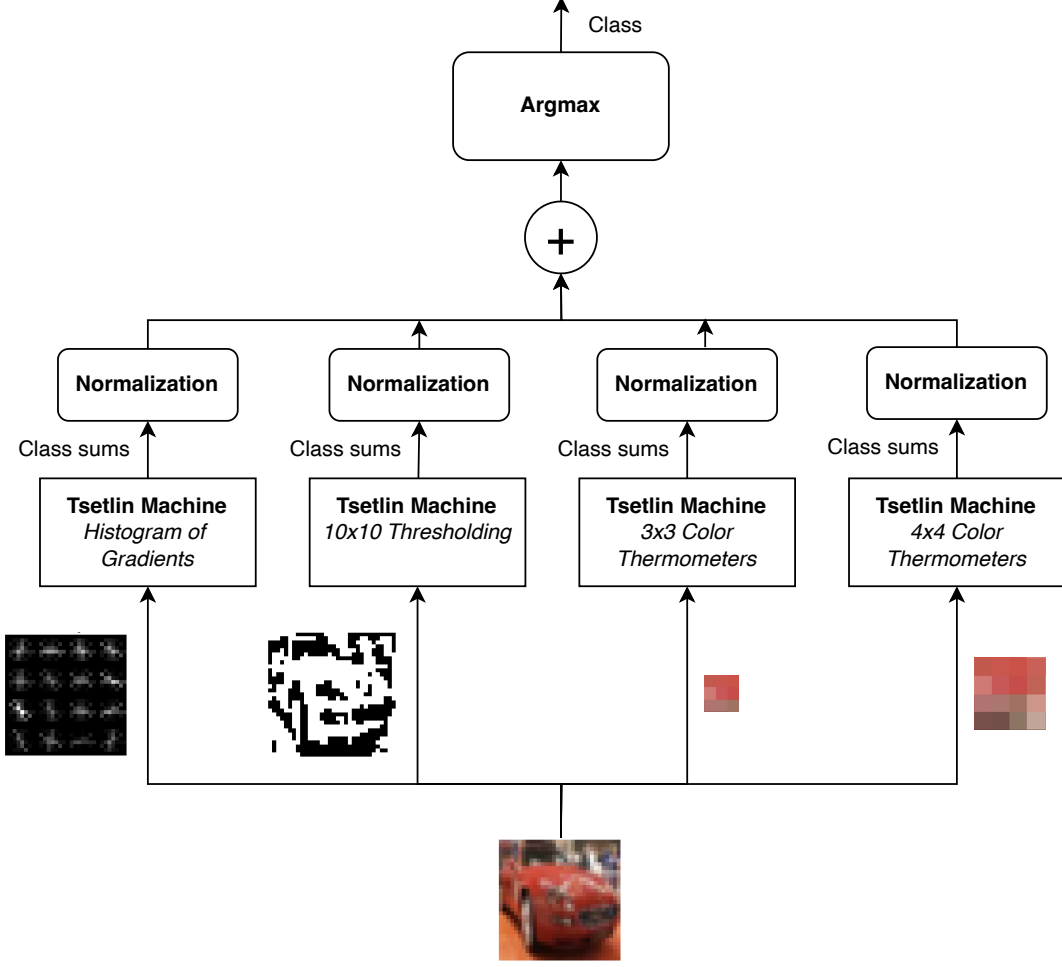 Class
Argmax
+
Normalization
Normalization
Normalization
Normalization
Class sums
Class sums
Class sums
Class sums
Tsetlin Machine
Histogram of
Gradients
Tsetlin Machine
10x10 Thresholding
Tsetlin Machine
3x3 Color
Thermometers
Tsetlin Machine
4x4 Color
Thermometers